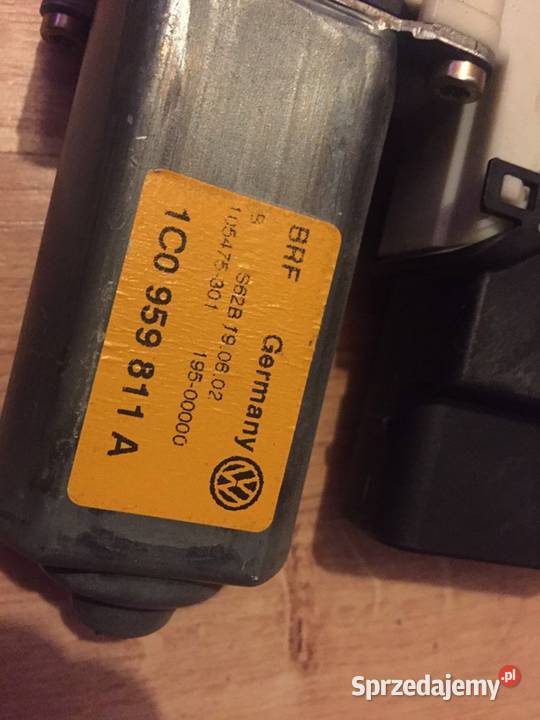 BRF Germany
S S62B 19.06.02
105475-301 195-00000
1C0 959 811 A
Sprzedajemy.pl